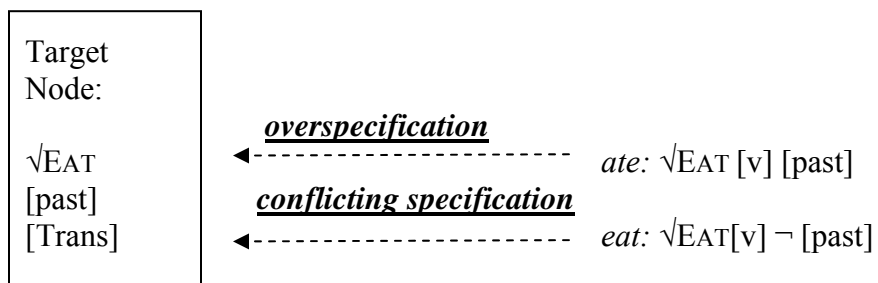 Target
Node:
overspecification
√EAT
ate: √EAT [v] [past]
[past]
conflicting specification
[Trans]
eat: √EAT[v] ¬ [past]